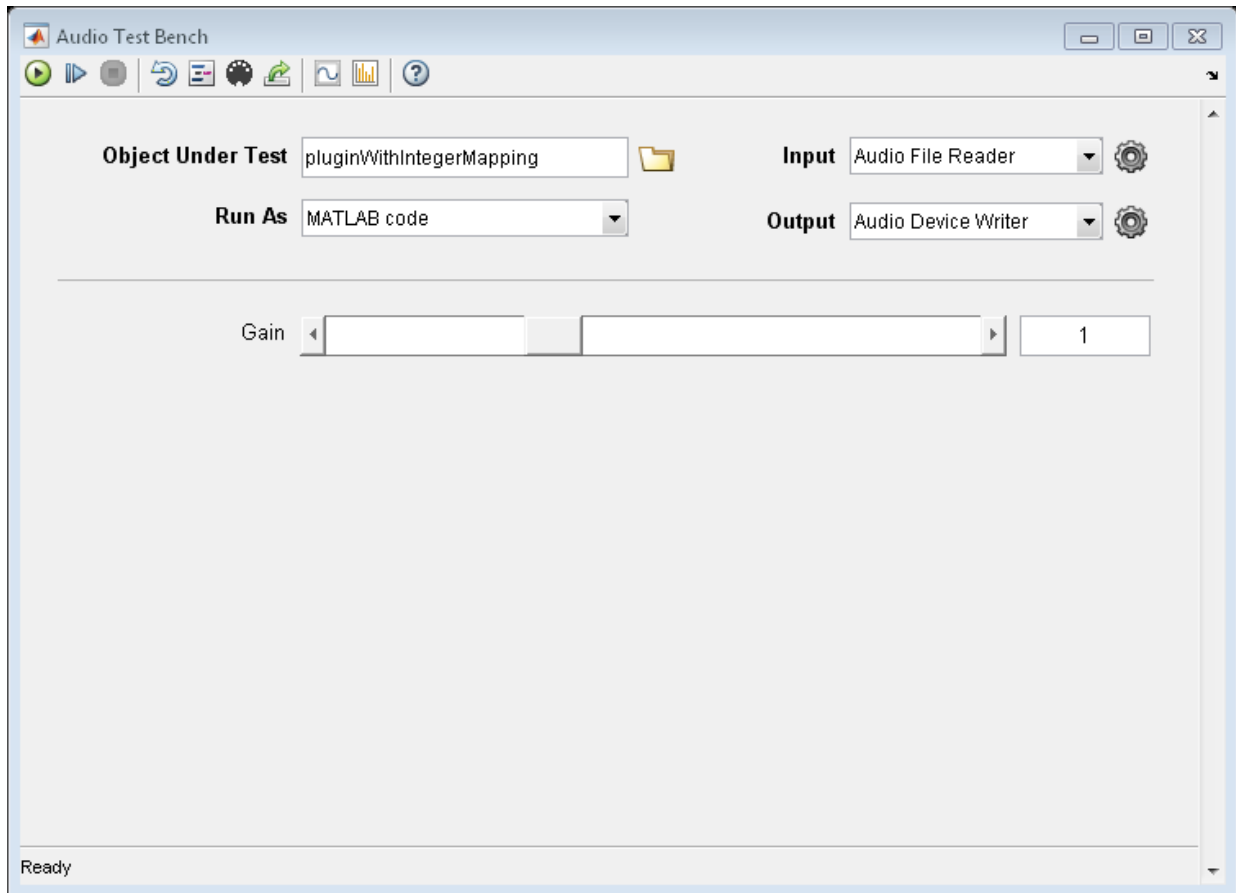 Audio Test Bench
Object Under Test pluginWithIntegerMapping Input Audio File Reader
Run As MATLAB code Output Audio Device Writer
Gain 1
Ready